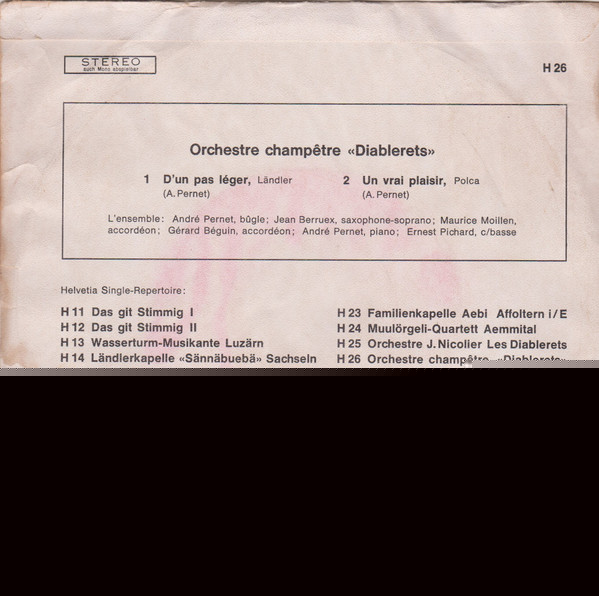 STEREO
auch Mono abspielbar
H 26
Orchestre champêtre «Diablerets»
1 D'un pas léger, Ländler
(A. Pernet)
2 Un vrai plaisir, Polca
(A. Pernet)
L'ensemble: André Pernet, bûgle; Jean Berruex, saxophone-soprano; Maurice Moillen,
accordéon; Gérard Béguin, accordéon; André Pernet, piano; Ernest Pichard, c/basse
Helvetia Single-Repertoire:
H 11 Das git Stimmig I
H 12 Das git Stimmig II
H 13 Wasserturm-Musikante Luzärn
H 14 Ländlerkapelle «Sännäbuebä» Sachseln
H 23 Familienkapelle Aebi Affoltern i/E
H 24 Muulörgeli-Quartett Aemmital
H 25 Orchestre J. Nicolier Les Diablerets
H 26 Orchestre champêtre «Diablerets»